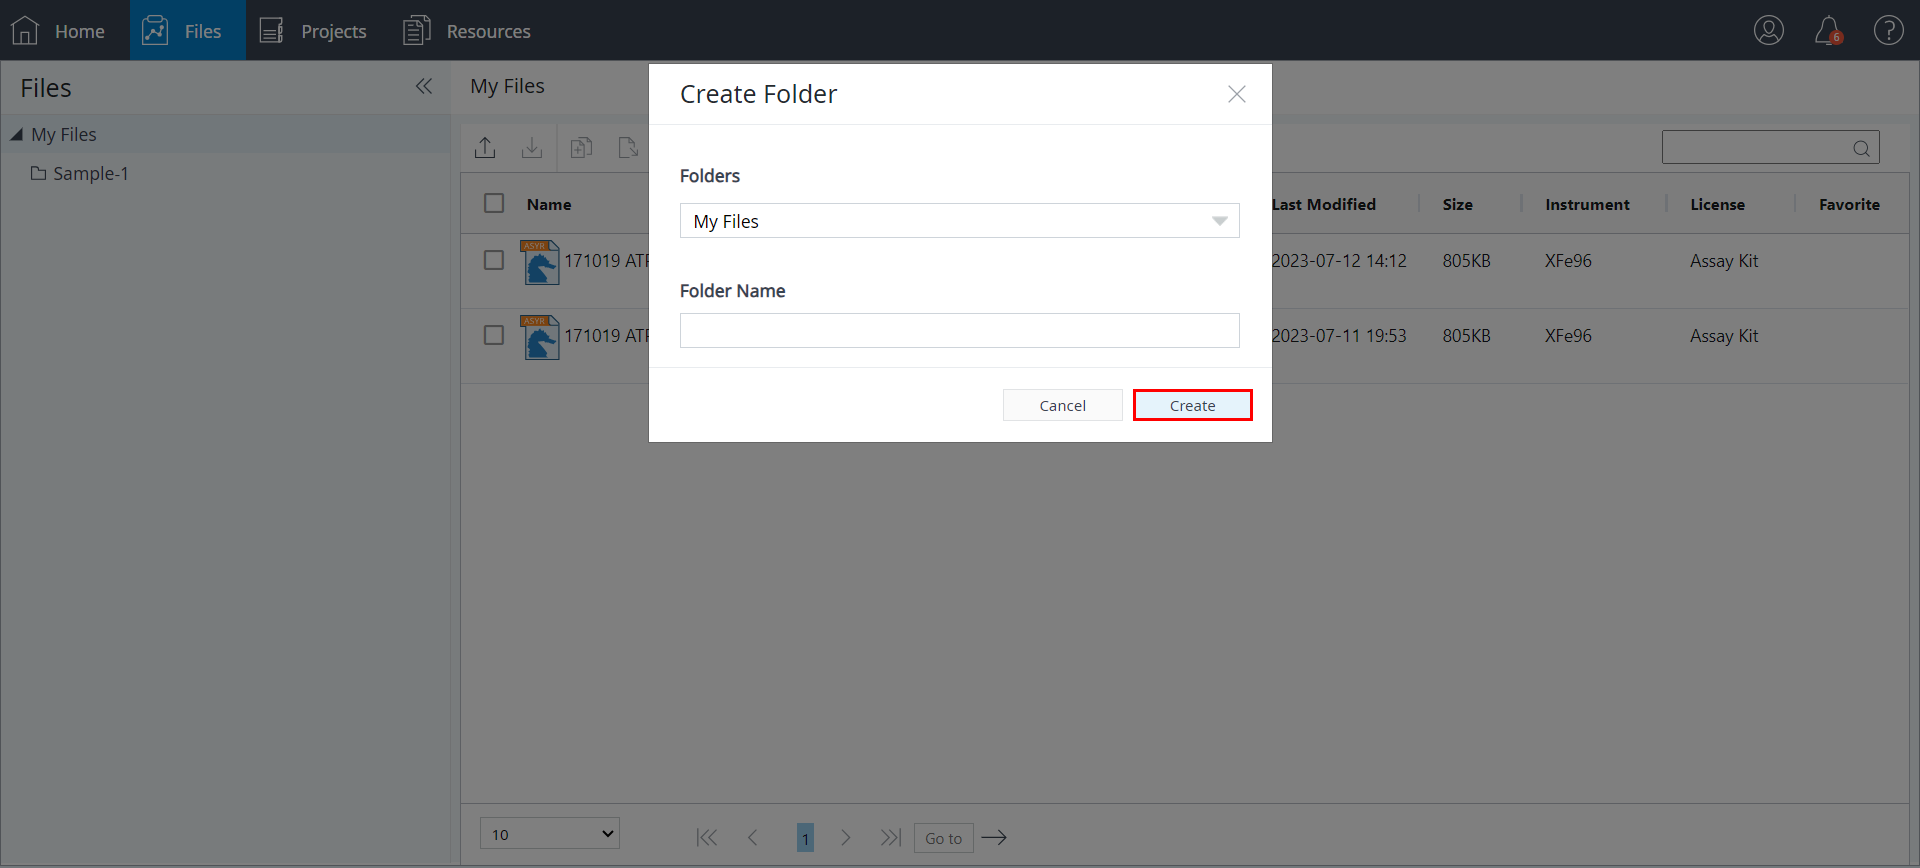 Home
Files
Projects
Resources
6
?
Files
My Files
Sample-1
My Files
Create Folder
Folders
My Files
Folder Name
Cancel
Create
Name
Last Modified
Size
Instrument
License
Favorite
ASYR
171019
2023-07-12 14:12
805KB
XFe96
Assay Kit
ASYR
171019
2023-07-11 19:53
805KB
XFe96
Assay Kit
10
1
Go to